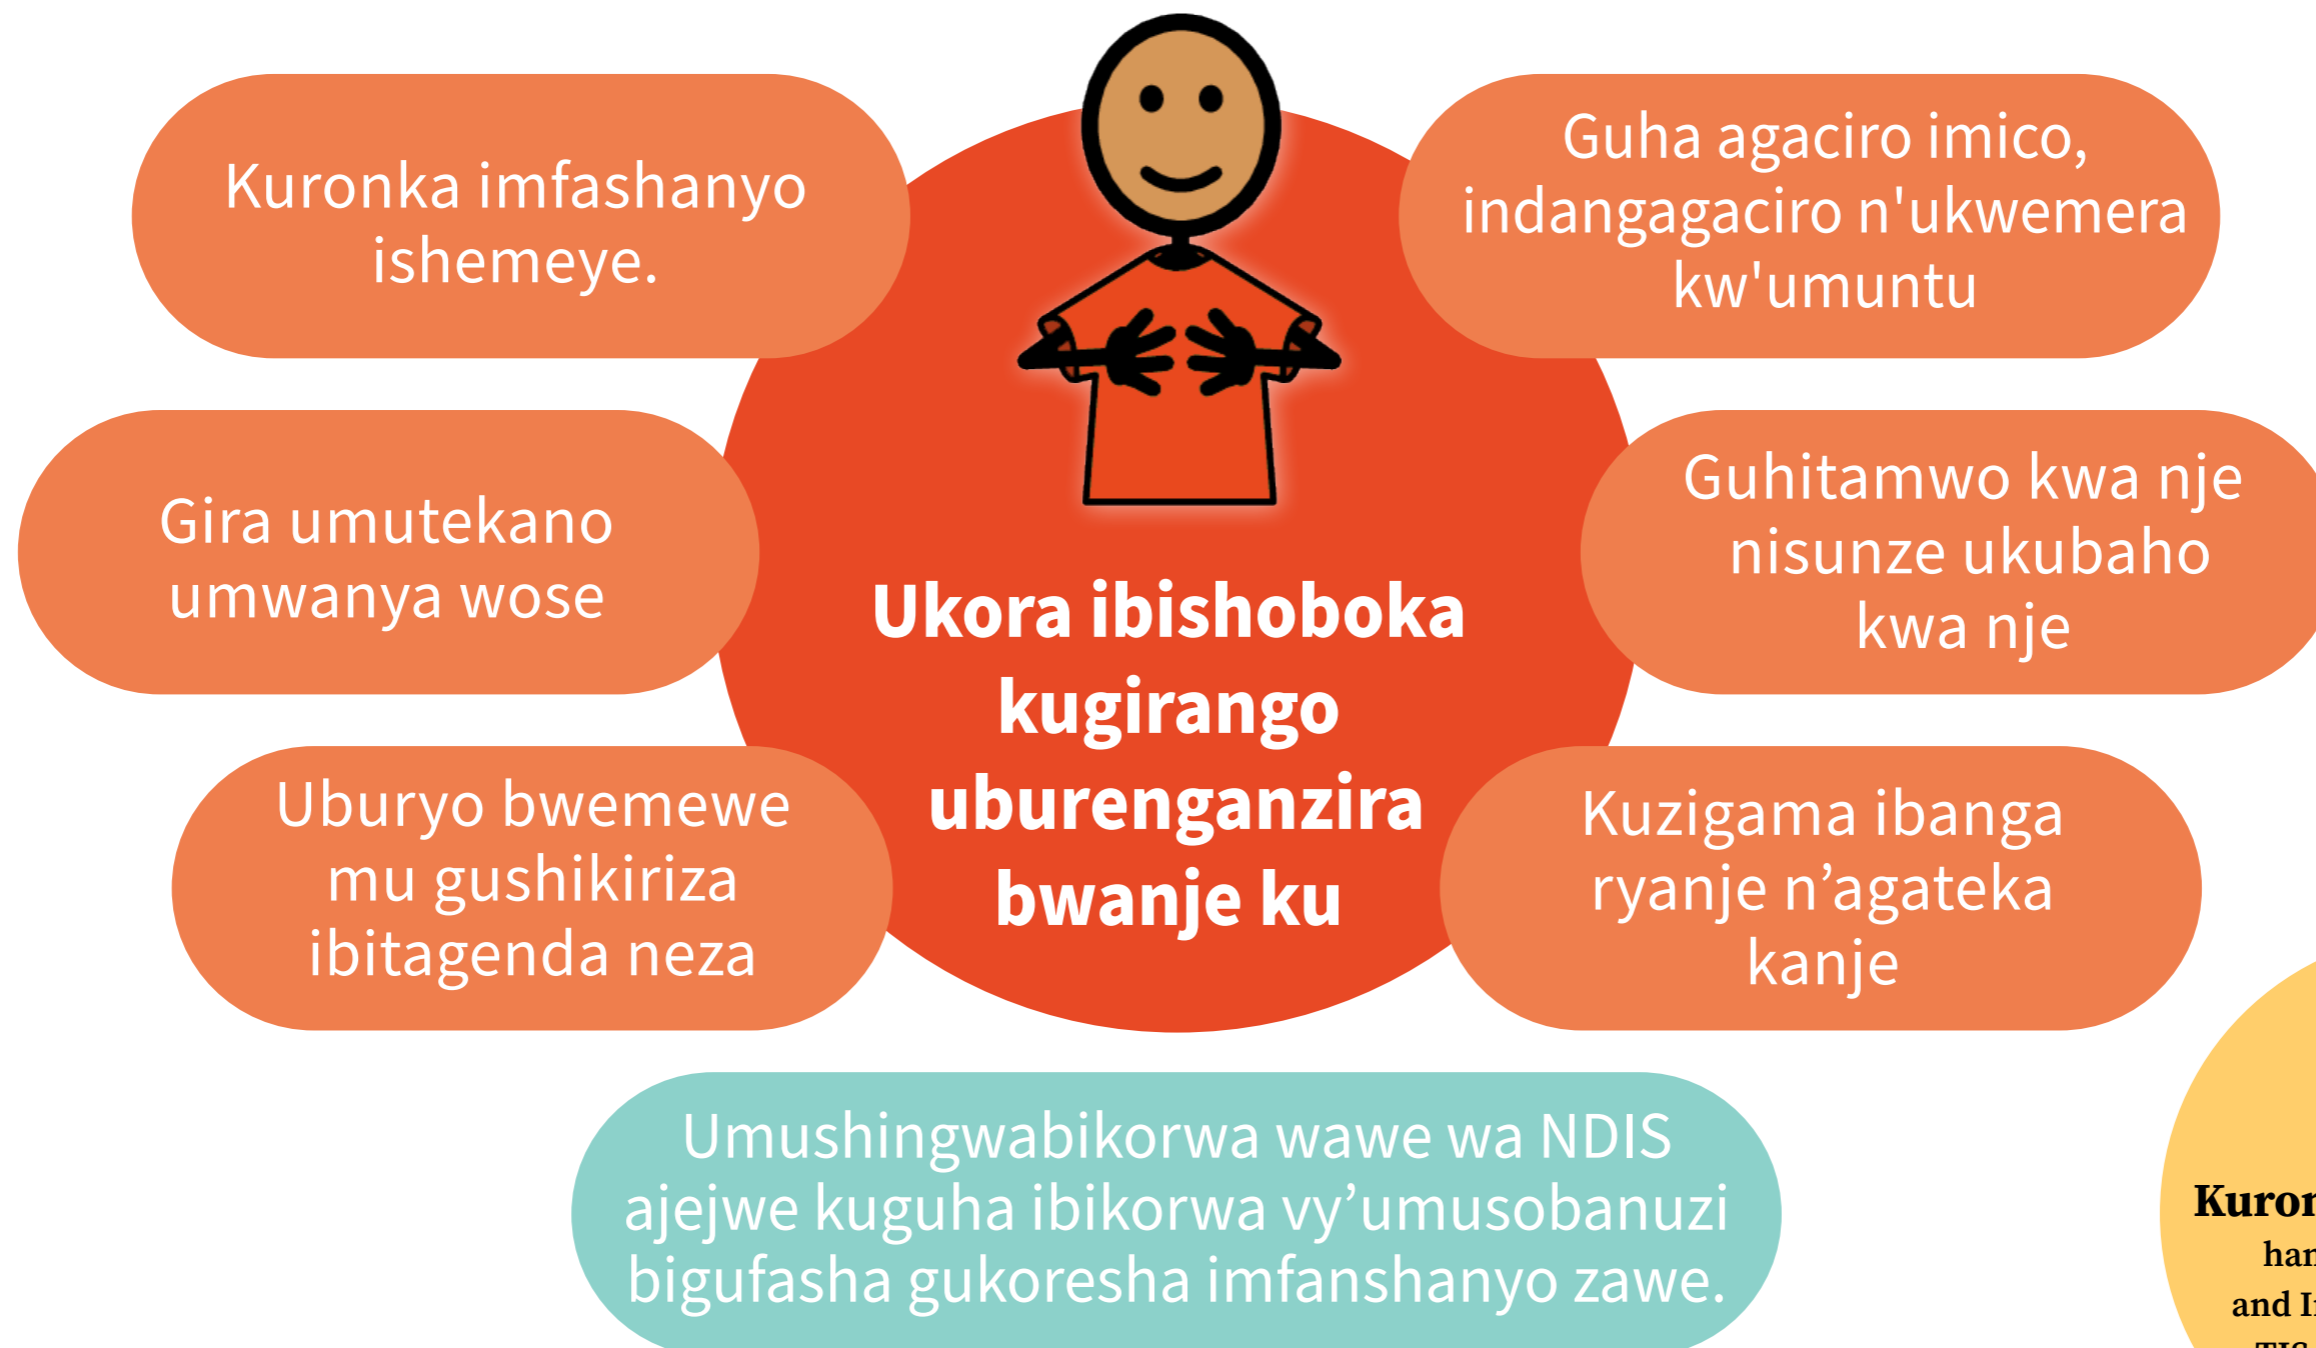 Kuronka imfashanyo
ishemeye.
Gira umutekano
umwanya wose
Uburyo bwemewe
mu gushikiriza
ibitagenda neza
Ukora ibishoboka
kugirango
uburenganzira
bwanje ku
Guha agaciro imico,
indangagaciro n'ukwemera
kw'umuntu
Guhitamwo kwa nje
nisunze ukubaho
kwa nje
Kuzigama ibanga
ryanje n’agateka
kanje
Umushingwabikorwa wawe wa NDIS
ajejwe kuguha ibikorwa vy’umusobanuzi
bigufasha gukoresha imfanshanyo zawe.
and